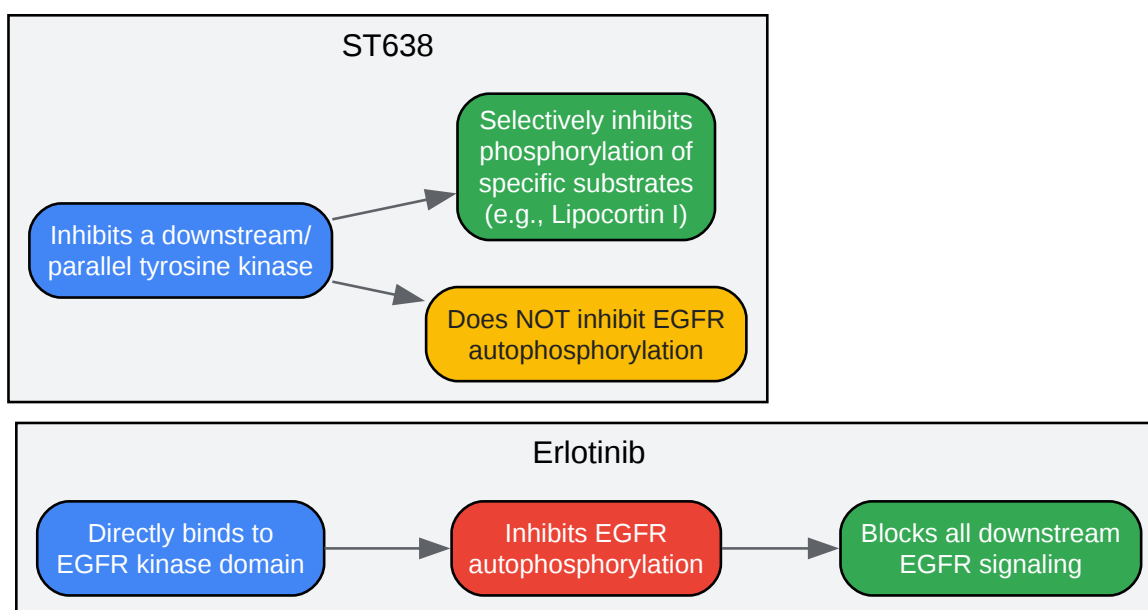 ST638
Selectively inhibits
phosphorylation of
specific substrates
(e.g., Lipocortin I)
Inhibits a downstream/
parallel tyrosine kinase
Does NOT inhibit EGFR
autophosphorylation
Erlotinib
Directly binds to
EGFR kinase domain
Inhibits EGFR
autophosphorylation
Blocks all downstream
EGFR signaling